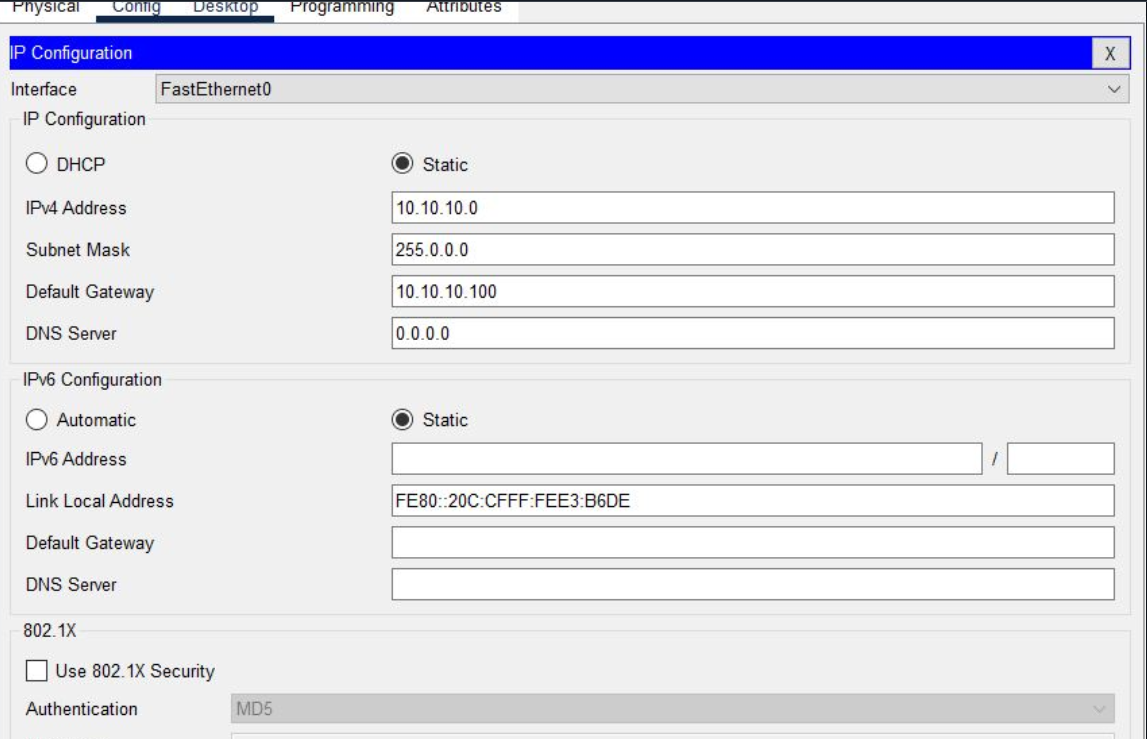 Physical Config Desktop Programming Attributes
IP Configuration X
Interface FastEthernet0
IP Configuration
DHCP Static
IPv4 Address 10.10.10.0
Subnet Mask 255.0.0.0
Default Gateway 10.10.10.100
DNS Server 0.0.0.0
IPv6 Configuration
Automatic Static
IPv6 Address /
Link Local Address FE80::20C:CFFF:FEE3:B6DE
Default Gateway
DNS Server
802.1X
Use 802.1X Security
Authentication MD5